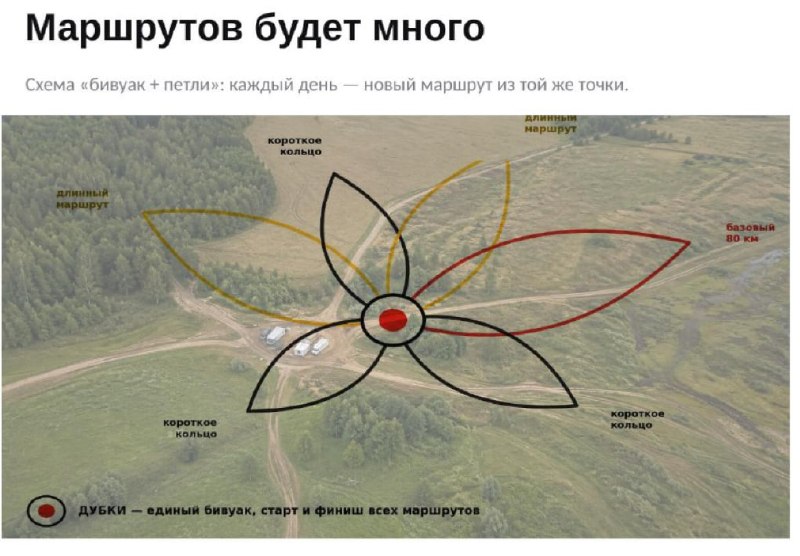 Маршрутов будет много
Схема «бивуак + петли»: каждый день — новый маршрут из той же точки.
длинный
маршрут
короткое
кольцо
длинный
маршрут
базовый
80 км
короткое
кольцо
короткое
кольцо
ДУБКИ — единый бивуак, старт и финиш всех маршрутов